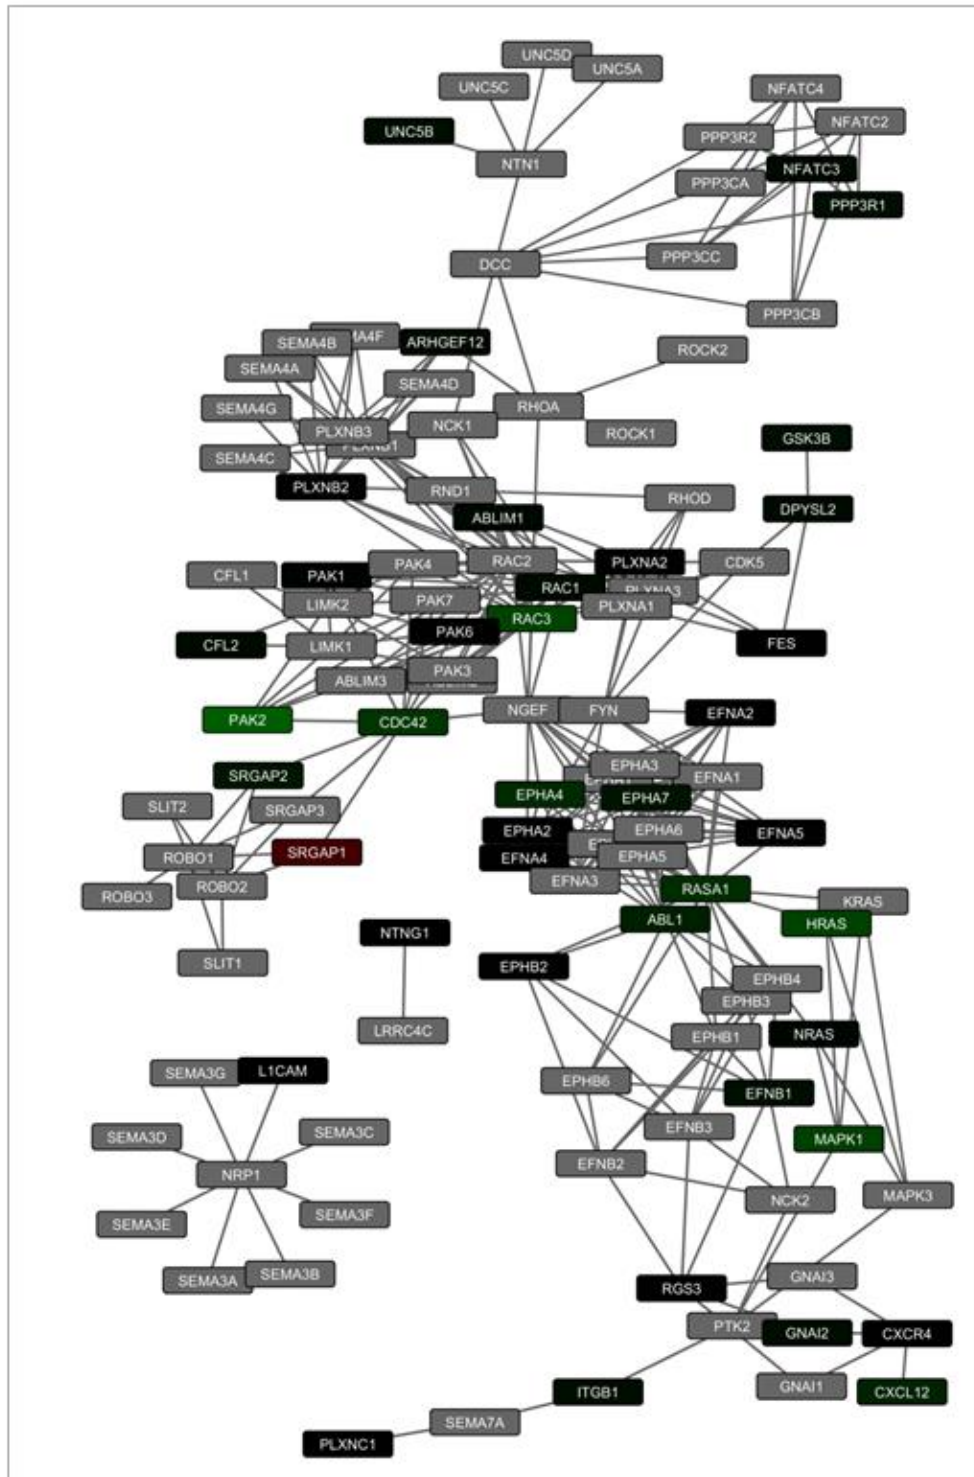 UNC5D
UNC5A
UNC5C
NFATC4
UNC5B
NFATC2
PPP3R2
NTN1
NFATC3
PPP3CA
PPP3R1
DCC
PPP3CC
PPP3CB
SEMA4B
MA4F
ARHGEF12
ROCK2
SEMA4A
SEMA4D
SEMA4G
RHOA
NCK1
PLXNB3
ROCK1
GSK3B
PLXNB1
SEMA4C
PLXNB2
RND1
RHOD
DPYSL2
ABLIM1
PAK4
RAC2
PLXNA2
CDK5
CFL1
PAK1
RAC1
PLXNA3
LIMK2
PAK7
PLXNA1
RAC3
PAK6
CFL2
LIMK1
FES
PAK3
ABLIM3
PAK2
CDC42
NGEF
FYN
EFNA2
EPHA3
SRGAP2
EFNA1
EPHA4
EPHA7
SLIT2
SRGAP3
EPHA2
EPHA6
EFNA5
ROBO1
SRGAP1
EFNA4
EPHA5
EFNA3
ROBO3
ROBO2
RASA1
KRAS
ABL1
HRAS
NTNG1
SLIT1
EPHB2
EPHB4
EPHB3
LRRC4C
EPHB1
NRAS
SEMA3G
L1CAM
EPHB6
EFNB1
SEMA3D
SEMA3C
EFNB3
MAPK1
NRP1
EFNB2
NCK2
MAPK3
SEMA3E
SEMA3F
SEMA3A
SEMA3B
RGS3
GNAI3
PTK2
GNAI2
CXCR4
ITGB1
GNAI1
CXCL12
SEMA7A
PLXNC1